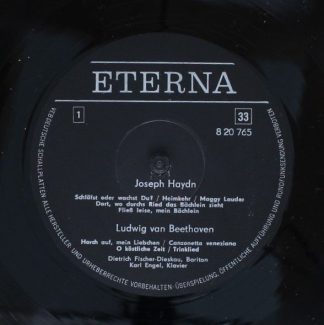 ETERNA
1
33
8 20 765
Joseph Haydn
Schläfst oder wachst Du? / Heimkehr / Maggy Lauder
Dort, wo durchs Ried das Bächlein zieht
Fließ leise, mein Bächlein
Ludwig van Beethoven
Horch auf, mein Liebchen / Canzonetta veneziana
O köstliche Zeit / Trinklied
Dietrich Fischer-Dieskau, Bariton
Karl Engel, Klavier
VEB DEUTSCHE SCHALLPLATTEN · ALLE HERSTELLER- UND URHEBERRECHTE VORBEHALTEN · ÜBERSPIELUNG, ÖFFENTLICHE AUFFÜHRUNG UND RUNDFUNKSENDUNG VERBOTEN